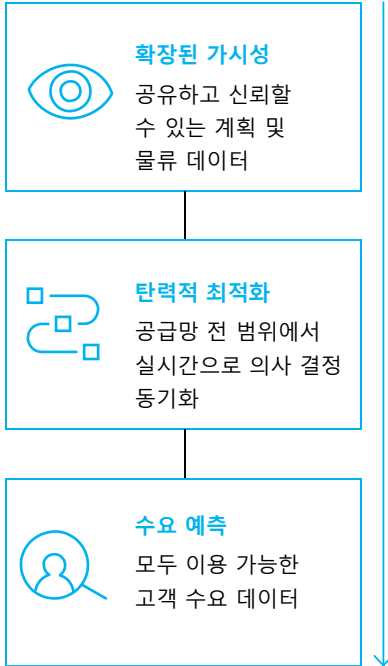 확장된 가시성
공유하고 신뢰할
수 있는 계획 및
물류 데이터
탄력적 최적화
공급망 전 범위에서
실시간으로 의사 결정
동기화
수요 예측
모두 이용 가능한
고객 수요 데이터